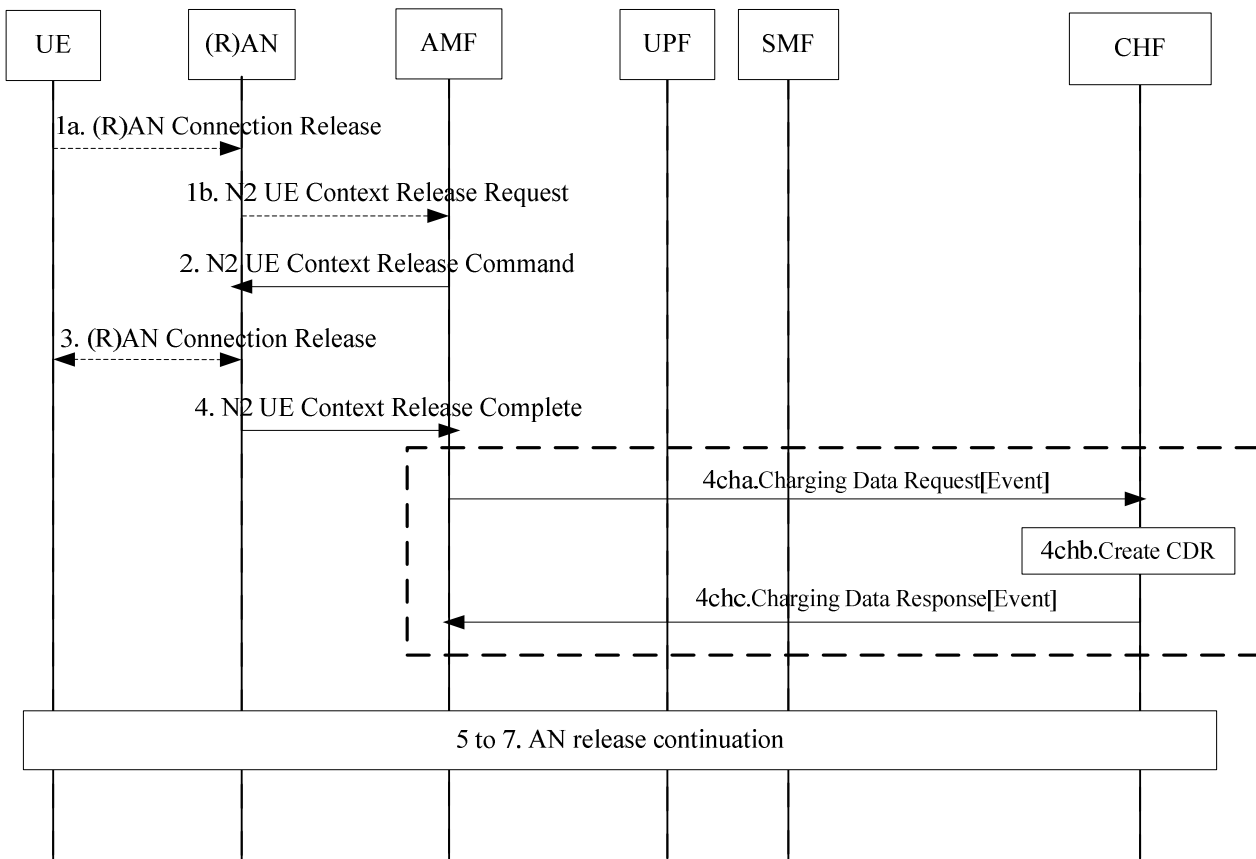 UE
(R)AN
AMF
UPF
SMF
CHF
1a. (R)AN Connection Release
1b. N2 UE Context Release Request
2. N2 UE Context Release Command
3. (R)AN Connection Release
4. N2 UE Context Release Complete
4cha.Charging Data Request[Event]
4chb.Create CDR
4chc.Charging Data Response[Event]
5 to 7. AN release continuation